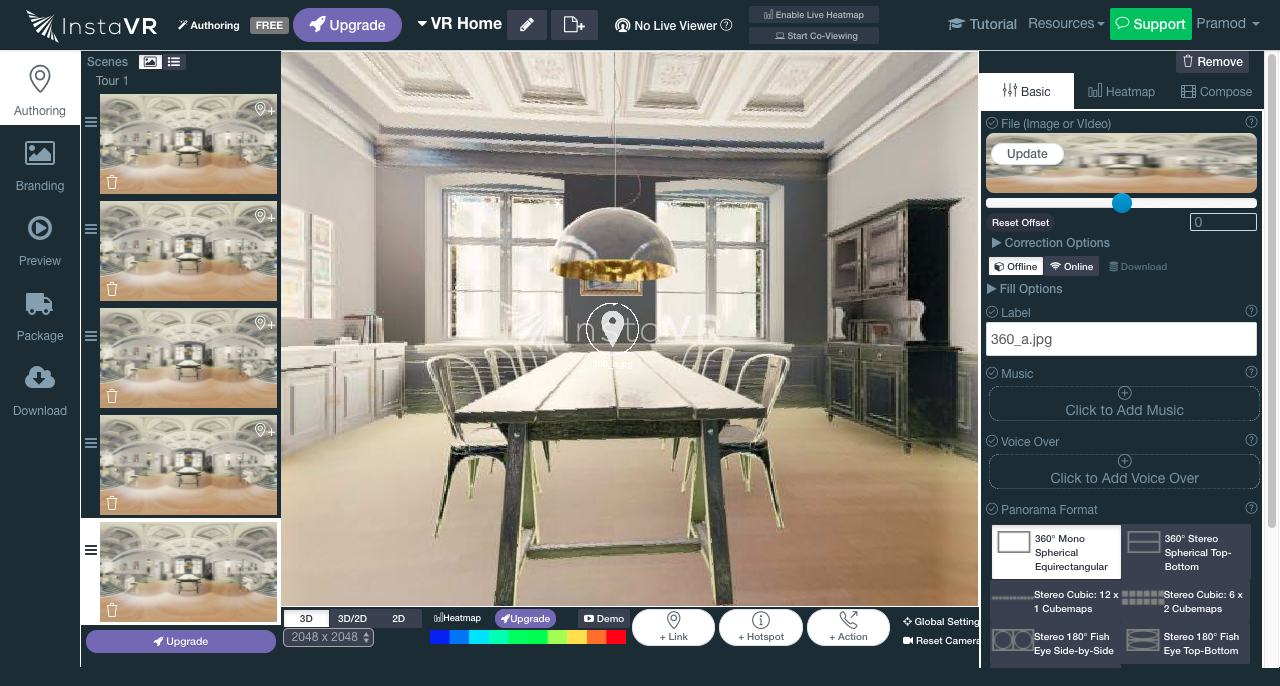 InstaVR
Authoring
FREE
Upgrade
VR Home
No Live Viewer
Enable Live Heatmap
Start Co-Viewing
Tutorial
Resources
Support
Pramod
Authoring
Branding
Preview
Package
Download
Scenes
Tour 1
Upgrade
InstaVR
360_a.jpg
3D
3D/2D
2D
2048 x 2048
Heatmap
Upgrade
Demo
+ Link
+ Hotspot
+ Action
Global Setting
Reset Camera
Remove
Basic
Heatmap
Compose
File (Image or VIdeo)
Update
Reset Offset
0
Correction Options
Offline
Online
Download
Fill Options
Label
360_a.jpg
Music
Click to Add Music
Voice Over
Click to Add Voice Over
Panorama Format
360° Mono
Spherical
Equirectangular
360° Stereo
Spherical Top-
Bottom
Stereo Cubic: 12 x
1 Cubemaps
Stereo Cubic: 6 x
2 Cubemaps
Stereo 180° Fish
Eye Side-by-Side
Stereo 180° Fish
Eye Top-Bottom